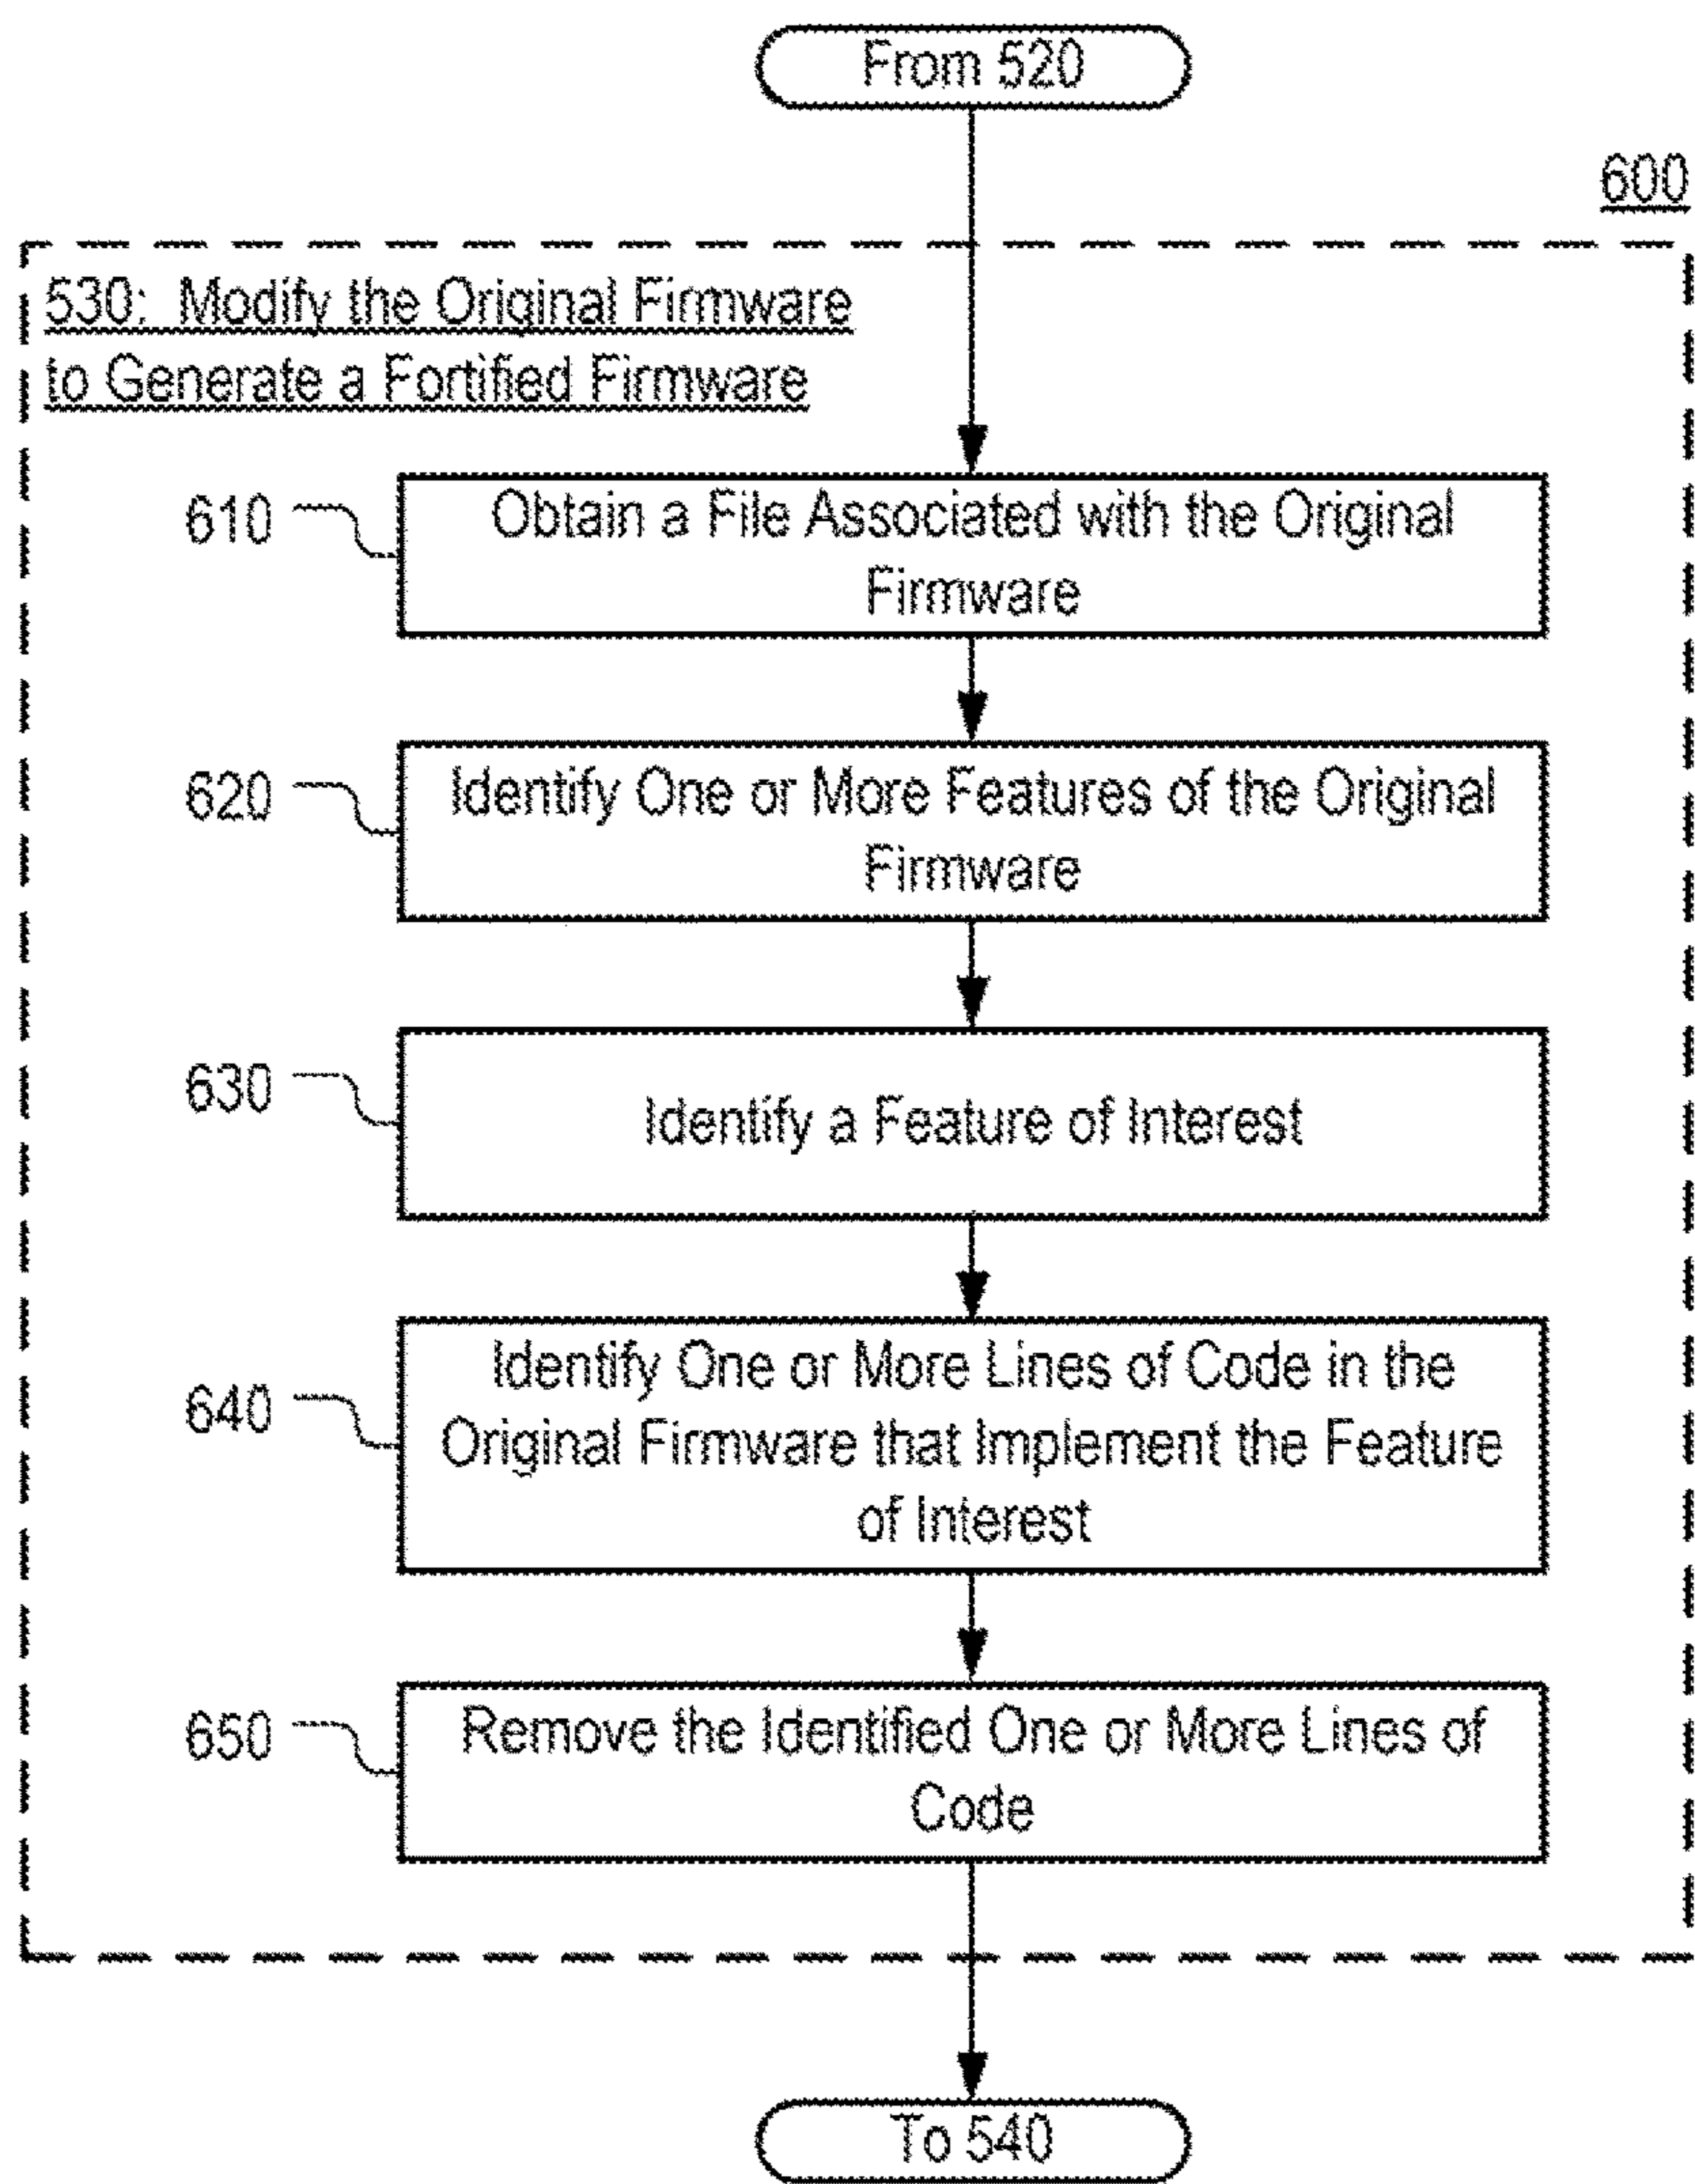 From 520
600
530: Modify the Original Firmware
to Generate a Fortified Firmware
610
Obtain a File Associated with the Original
Firmware
620
Identify One or More Features of the Original
Firmware
630
Identify a Feature of Interest
640
Identify One or More Lines of Code in the
Original Firmware that Implement the Feature
of Interest
650
Remove the Identified One or More Lines of
Code
To 540